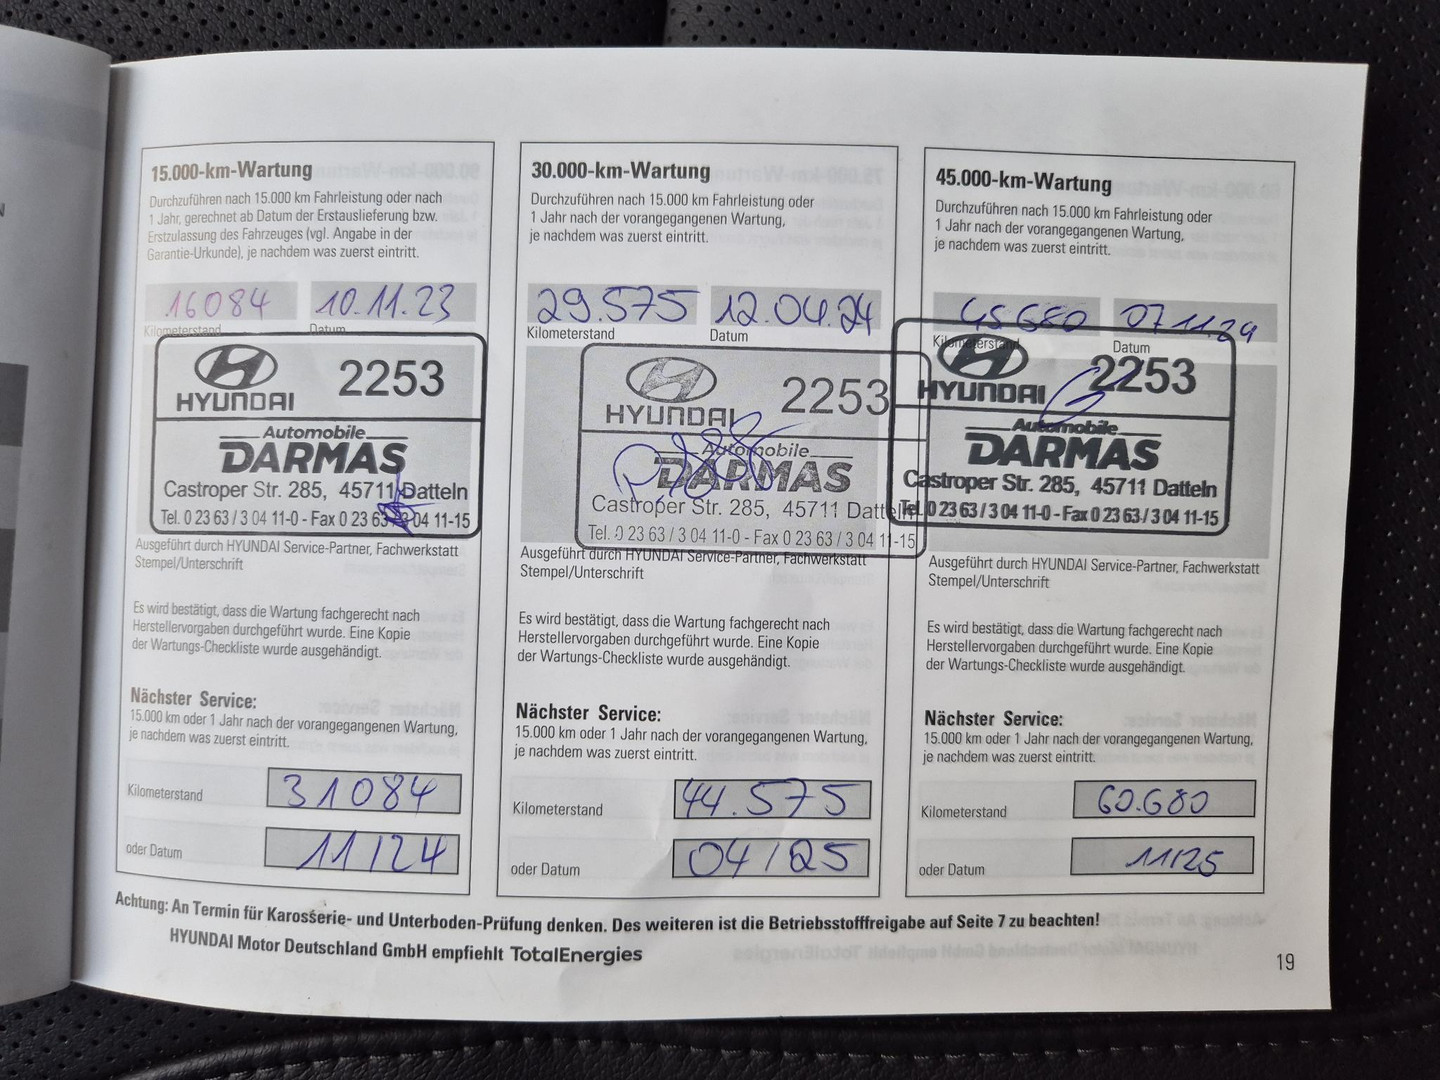 15.000-km-Wartung
Durchzuführen nach 15.000 km Fahrleistung oder nach
1 Jahr, gerechnet ab Datum der Erstauslieferung bzw.
Erstzulassung des Fahrzeuges (vgl. Angabe in der
Garantie-Urkunde), je nachdem was zuerst eintritt.
16084 10.11.23
Kilometerstand Datum
HYUNDAI 2253
Automobile
DARMAS
Castroper Str. 285, 45711 Datteln
Tel. 0 23 63 / 3 04 11-0 - Fax 0 23 63 / 3 04 11-15
Ausgeführt durch HYUNDAI Service-Partner, Fachwerkstatt
Stempel/Unterschrift
Es wird bestätigt, dass die Wartung fachgerecht nach
Herstellervorgaben durchgeführt wurde. Eine Kopie
der Wartungs-Checkliste wurde ausgehändigt.
Nächster Service:
15.000 km oder 1 Jahr nach der vorangegangenen Wartung,
je nachdem was zuerst eintritt.
Kilometerstand 31084
oder Datum 11/24
30.000-km-Wartung
Durchzuführen nach 15.000 km Fahrleistung oder
1 Jahr nach der vorangegangenen Wartung,
je nachdem was zuerst eintritt.
29.575 12.04.24
Kilometerstand Datum
HYUNDAI 2253
Automobile
DARMAS
Castroper Str. 285, 45711 Datteln
Tel. 0 23 63 / 3 04 11-0 - Fax 0 23 63 / 3 04 11-15
Ausgeführt durch HYUNDAI Service-Partner, Fachwerkstatt
Stempel/Unterschrift
Es wird bestätigt, dass die Wartung fachgerecht nach
Herstellervorgaben durchgeführt wurde. Eine Kopie
der Wartungs-Checkliste wurde ausgehändigt.
Nächster Service:
15.000 km oder 1 Jahr nach der vorangegangenen Wartung,
je nachdem was zuerst eintritt.
Kilometerstand 44.575
oder Datum 04/25
45.000-km-Wartung
Durchzuführen nach 15.000 km Fahrleistung oder
1 Jahr nach der vorangegangenen Wartung,
je nachdem was zuerst eintritt.
45680 07.11.24
Kilometerstand Datum
HYUNDAI 2253
Automobile
DARMAS
Castroper Str. 285, 45711 Datteln
Tel. 0 23 63 / 3 04 11-0 - Fax 0 23 63 / 3 04 11-15
Ausgeführt durch HYUNDAI Service-Partner, Fachwerkstatt
Stempel/Unterschrift
Es wird bestätigt, dass die Wartung fachgerecht nach
Herstellervorgaben durchgeführt wurde. Eine Kopie
der Wartungs-Checkliste wurde ausgehändigt.
Nächster Service:
15.000 km oder 1 Jahr nach der vorangegangenen Wartung,
je nachdem was zuerst eintritt.
Kilometerstand 60.680
oder Datum 11/25
Achtung: An Termin für Karosserie- und Unterboden-Prüfung denken. Des weiteren ist die Betriebsstofffreigabe auf Seite 7 zu beachten!
HYUNDAI Motor Deutschland GmbH empfiehlt TotalEnergies
19